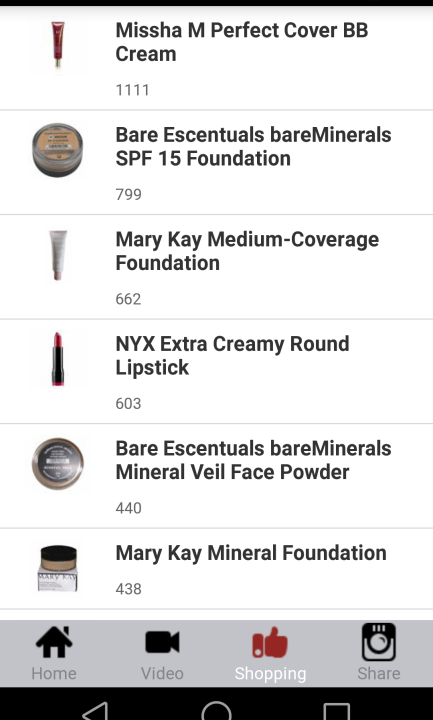 Missha M Perfect Cover BB
Cream
1111
Bare Escentuals bareMinerals
SPF 15 Foundation
799
Mary Kay Medium-Coverage
Foundation
662
NYX Extra Creamy Round
Lipstick
603
Bare Escentuals bareMinerals
Mineral Veil Face Powder
440
Mary Kay Mineral Foundation
438
MARY KAY
Home
Video
Shopping
Share